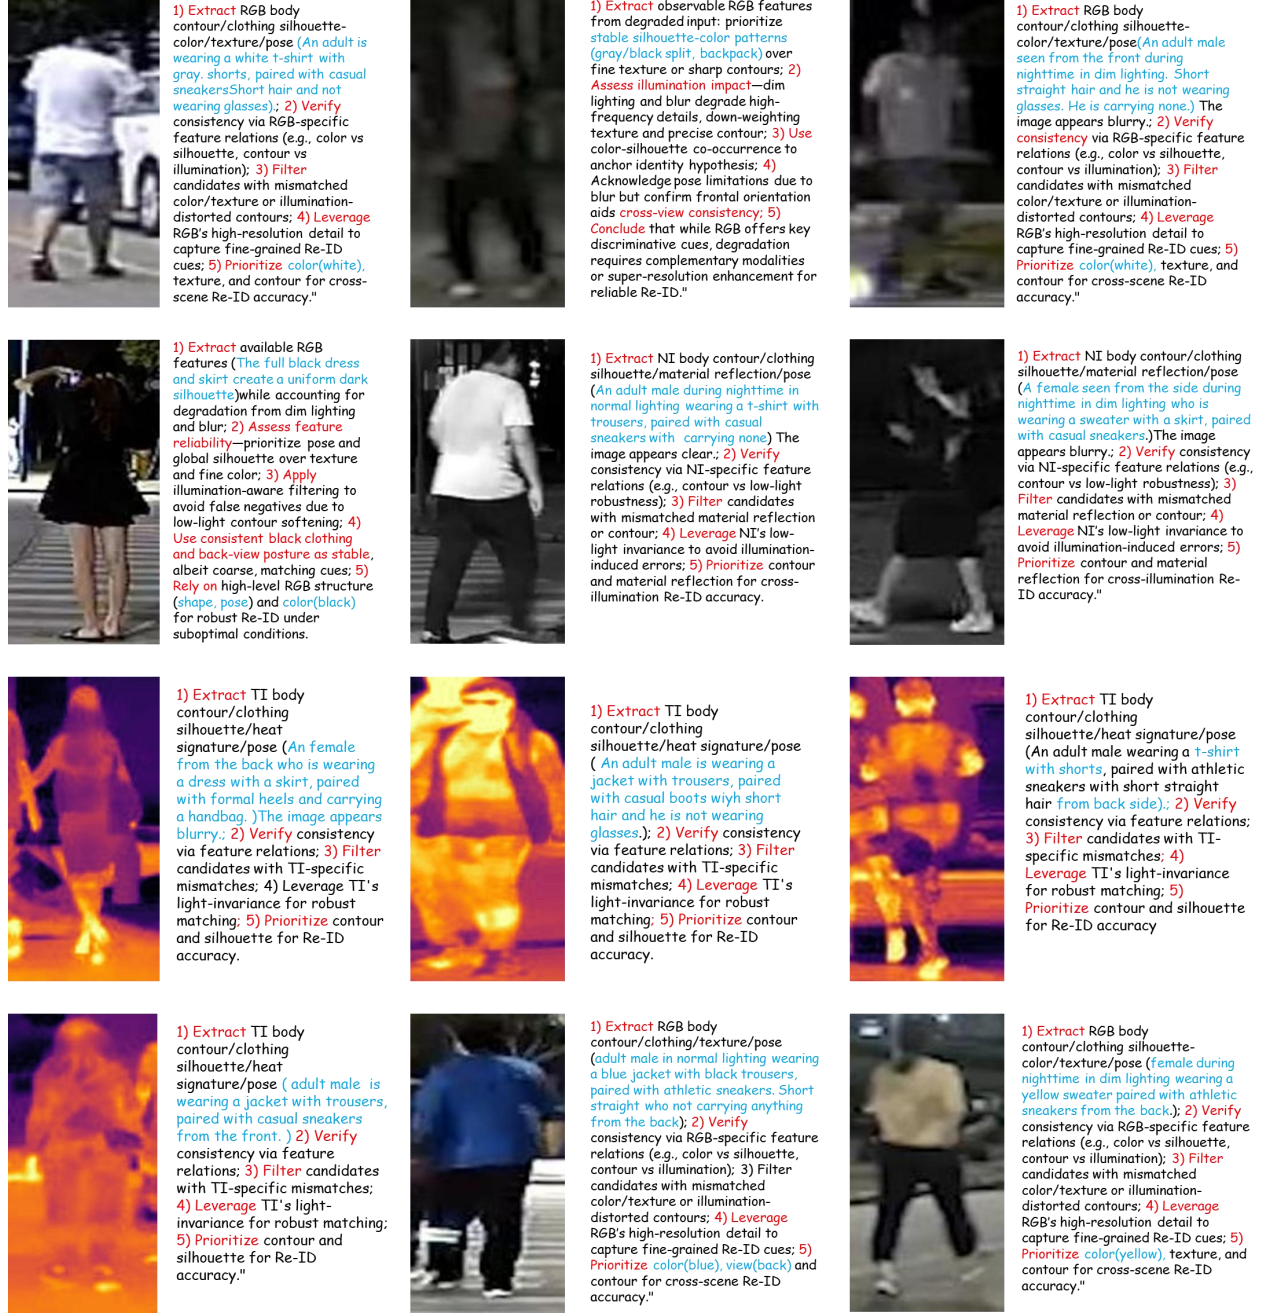 1) Extract RGB body
contour/clothing silhouette-
color/texture/pose (An adult is
wearing a white t-shirt with
gray. shorts, paired with casual
sneakersShort hair and not
wearing glasses).; 2) Verify
consistency via RGB-specific
feature relations (e.g., color vs
silhouette, contour vs
illumination); 3) Filter
candidates with mismatched
color/texture or illumination-
distorted contours; 4) Leverage
RGB's high-resolution detail to
capture fine-grained Re-ID
cues; 5) Prioritize color(white),
texture, and contour for cross-
scene Re-ID accuracy."
1) Extract observable RGB features
from degraded input: prioritize
stable silhouette-color patterns
(gray/black split, backpack) over
fine texture or sharp contours; 2)
Assess illumination impact—dim
lighting and blur degrade high-
frequency details, down-weighting
texture and precise contour; 3) Use
color-silhouette co-occurrence to
anchor identity hypothesis; 4)
Acknowledge pose limitations due to
blur but confirm frontal orientation
aids cross-view consistency; 5)
Conclude that while RGB offers key
discriminative cues, degradation
requires complementary modalities
or super-resolution enhancement for
reliable Re-ID."
1) Extract RGB body
contour/clothing silhouette-
color/texture/pose(An adult male
seen from the front during
nighttime in dim lighting. Short
straight hair and he is not wearing
glasses. He is carrying none.) The
image appears blurry.; 2) Verify
consistency via RGB-specific feature
relations (e.g., color vs silhouette,
contour vs illumination); 3) Filter
candidates with mismatched
color/texture or illumination-
distorted contours; 4) Leverage
RGB's high-resolution detail to
capture fine-grained Re-ID cues; 5)
Prioritize color(white), texture, and
contour for cross-scene Re-ID
accuracy."
1) Extract available RGB
features (The full black dress
and skirt create a uniform dark
silhouette)while accounting for
degradation from dim lighting
and blur; 2) Assess feature
reliability—prioritize pose and
global silhouette over texture
and fine color; 3) Apply
illumination-aware filtering to
avoid false negatives due to
low-light contour softening; 4)
Use consistent black clothing
and back-view posture as stable,
albeit coarse, matching cues; 5)
Rely on high-level RGB structure
(shape, pose) and color(black)
for robust Re-ID under
suboptimal conditions.
1) Extract NI body contour/clothing
silhouette/material reflection/pose
(An adult male during nighttime in
normal lighting wearing a t-shirt with
trousers, paired with casual
sneakers with carrying none) The
image appears clear.; 2) Verify
consistency via NI-specific feature
relations (e.g., contour vs low-light
robustness); 3) Filter candidates
with mismatched material reflection
or contour; 4) Leverage NI's low-
light invariance to avoid illumination-
induced errors; 5) Prioritize contour
and material reflection for cross-
illumination Re-ID accuracy.
1) Extract NI body contour/clothing
silhouette/material reflection/pose
(A female seen from the side during
nighttime in dim lighting who is
wearing a sweater with a skirt, paired
with casual sneakers.)The image
appears blurry.; 2) Verify consistency
via NI-specific feature relations (e.g.,
contour vs low-light robustness); 3)
Filter candidates with mismatched
material reflection or contour; 4)
Leverage NI's low-light invariance to
avoid illumination-induced errors; 5)
Prioritize contour and material
reflection for cross-illumination Re-
ID accuracy."
1) Extract TI body
contour/clothing
silhouette/heat
signature/pose (An female
from the back who is wearing
a dress with a skirt, paired
with formal heels and carrying
a handbag. )The image appears
blurry.; 2) Verify consistency
via feature relations; 3) Filter
candidates with TI-specific
mismatches; 4) Leverage TI's
light-invariance for robust
matching; 5) Prioritize contour
and silhouette for Re-ID
accuracy.
1) Extract TI body
contour/clothing
silhouette/heat signature/pose
( An adult male is wearing a
jacket with trousers, paired
with casual boots wiyh short
hair and he is not wearing
glasses.); 2) Verify consistency
via feature relations; 3) Filter
candidates with TI-specific
mismatches; 4) Leverage TI's
light-invariance for robust
matching; 5) Prioritize contour
and silhouette for Re-ID
accuracy.
1) Extract TI body
contour/clothing
silhouette/heat signature/pose
(An adult male wearing a t-shirt
with shorts, paired with athletic
sneakers with short straight
hair from back side).; 2) Verify
consistency via feature relations;
3) Filter candidates with TI-
specific mismatches; 4)
Leverage TI's light-invariance
for robust matching; 5)
Prioritize contour and silhouette
for Re-ID accuracy
1) Extract TI body
contour/clothing
silhouette/heat
signature/pose ( adult male is
wearing a jacket with trousers,
paired with casual sneakers
from the front. ) 2) Verify
consistency via feature
relations; 3) Filter candidates
with TI-specific mismatches;
4) Leverage TI's light-
invariance for robust matching;
5) Prioritize contour and
silhouette for Re-ID
accuracy."
1) Extract RGB body
contour/clothing/texture/pose
(adult male in normal lighting wearing
a blue jacket with black trousers,
paired with athletic sneakers. Short
straight who not carrying anything
from the back); 2) Verify
consistency via RGB-specific feature
relations (e.g., color vs silhouette,
contour vs illumination); 3) Filter
candidates with mismatched
color/texture or illumination-
distorted contours; 4) Leverage
RGB's high-resolution detail to
capture fine-grained Re-ID cues; 5)
Prioritize color(blue), view(back) and
contour for cross-scene Re-ID
accuracy."
1) Extract RGB body
contour/clothing silhouette-
color/texture/pose (female during
nighttime in dim lighting wearing a
yellow sweater paired with athletic
sneakers from the back.); 2) Verify
consistency via RGB-specific feature
relations (e.g., color vs silhouette,
contour vs illumination); 3) Filter
candidates with mismatched
color/texture or illumination-
distorted contours; 4) Leverage
RGB's high-resolution detail to
capture fine-grained Re-ID cues; 5)
Prioritize color(yellow), texture, and
contour for cross-scene Re-ID
accuracy."